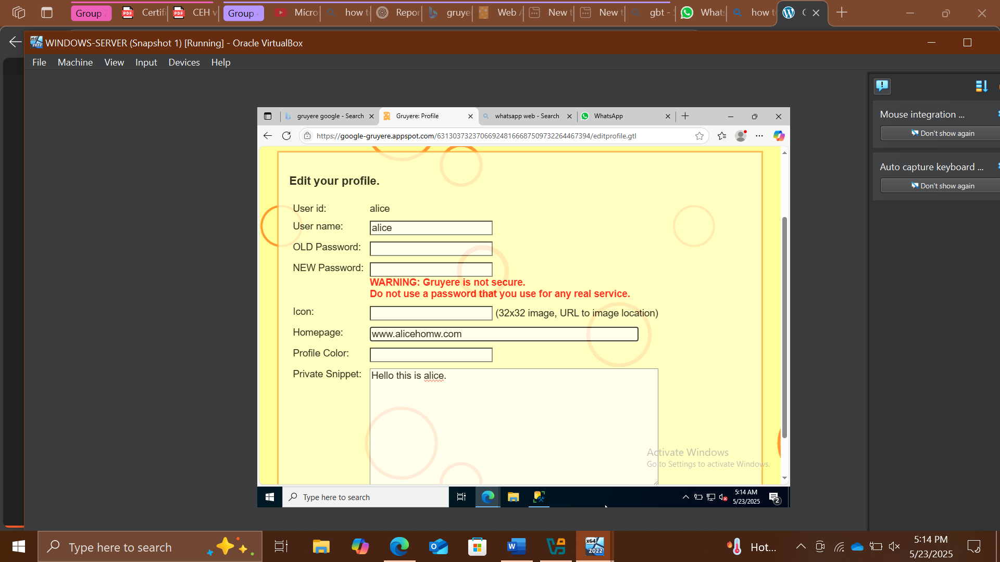 Group
Certifi
CEH v
Group
Micro
how t
Repor
gruye
Web A
New t
New t
gbt -
What
how t
WINDOWS-SERVER (Snapshot 1) [Running] - Oracle VirtualBox
File Machine View Input Devices Help
Mouse integration ...
Don't show again
Auto capture keyboard ...
Don't show again
gruyere google - Search
Gruyere: Profile
whatsapp web - Search
WhatsApp
https://google-gruyere.appspot.com/631303732370669248166687509732264467394/editprofile.gtl
Edit your profile.
User id: alice
User name: alice
OLD Password:
NEW Password:
WARNING: Gruyere is not secure.
Do not use a password that you use for any real service.
Icon: (32x32 image, URL to image location)
Homepage: www.alicehomw.com
Profile Color:
Private Snippet: Hello this is alice.
Activate Windows
Go to Settings to activate Windows.
Type here to search
5:14 AM
5/23/2025
2
Type here to search
x64
2022
Hot...
5:14 PM
5/23/2025